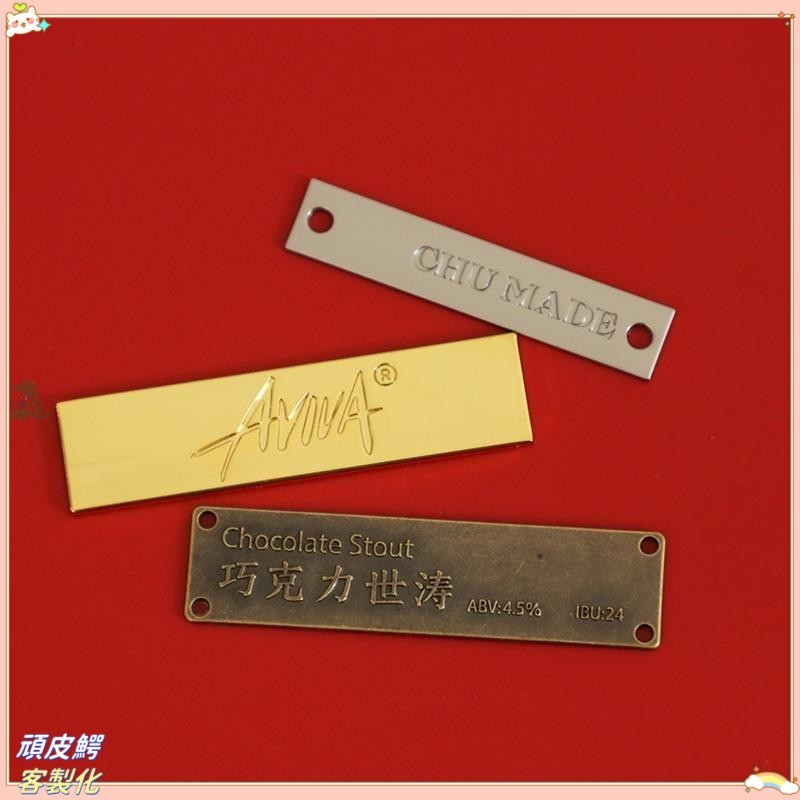 CHU MADE
AVIVA®
Chocolate Stout
巧克力世涛
ABV:4.5% IBU:24
頑皮鰐
客製化